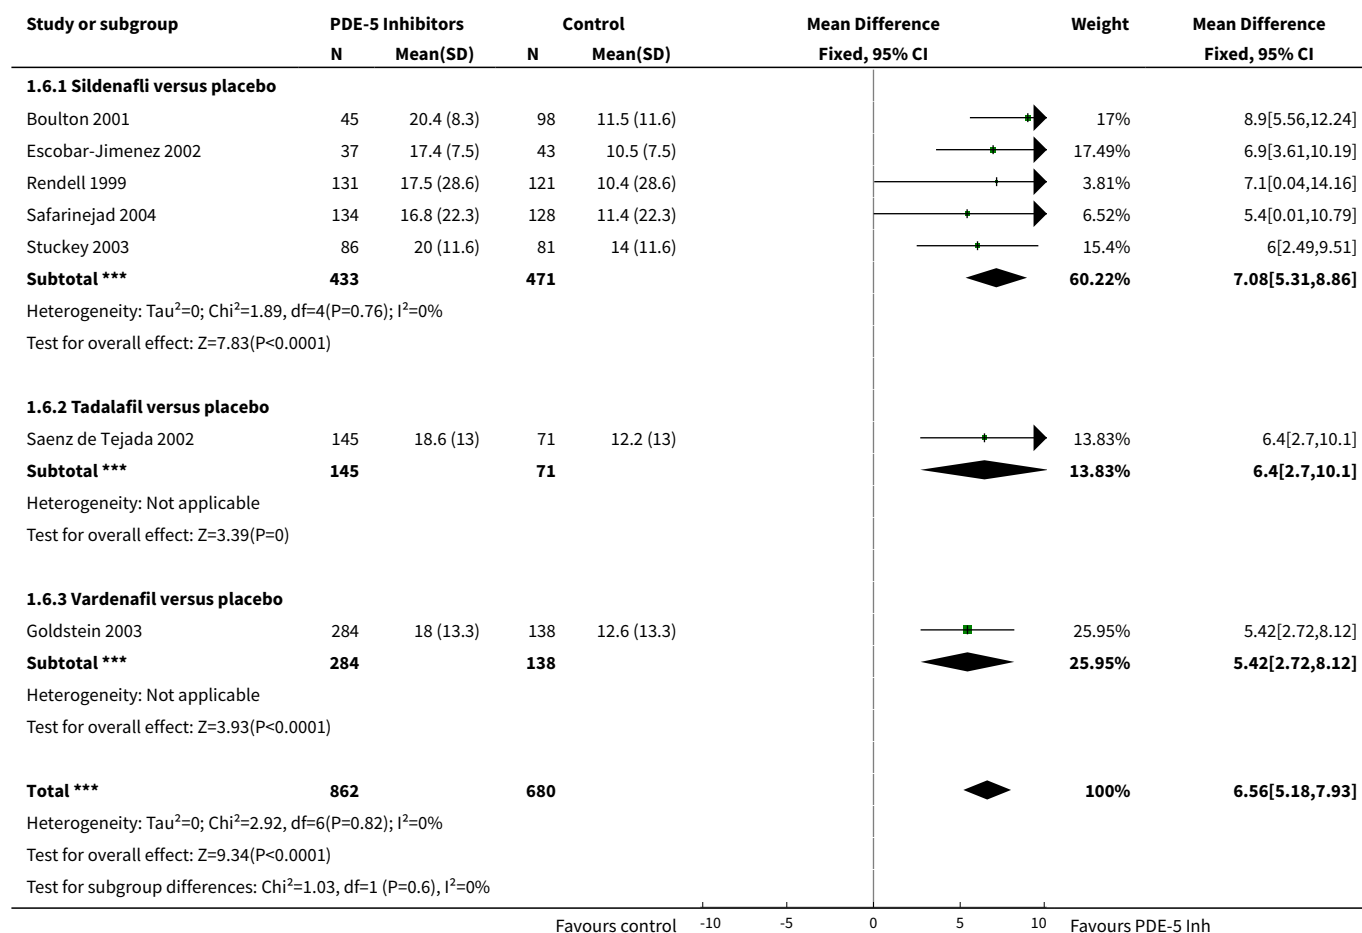 Study or subgroup PDE-5 Inhibitors Control Mean Difference Weight Mean Difference
N Mean(SD) N Mean(SD) Fixed, 95% CI Fixed, 95% CI
1.6.1 Sildenafli versus placebo
Boulton 2001 45 20.4 (8.3) 98 11.5 (11.6) 17% 8.9[5.56,12.24]
Escobar-Jimenez 2002 37 17.4 (7.5) 43 10.5 (7.5) 17.49% 6.9[3.61,10.19]
Rendell 1999 131 17.5 (28.6) 121 10.4 (28.6) 3.81% 7.1[0.04,14.16]
Safarinejad 2004 134 16.8 (22.3) 128 11.4 (22.3) 6.52% 5.4[0.01,10.79]
Stuckey 2003 86 20 (11.6) 81 14 (11.6) 15.4% 6[2.49,9.51]
Subtotal *** 433 471 60.22% 7.08[5.31,8.86]
Heterogeneity: Tau²=0; Chi²=1.89, df=4(P=0.76); I²=0%
Test for overall effect: Z=7.83(P<0.0001)
1.6.2 Tadalafil versus placebo
Saenz de Tejada 2002 145 18.6 (13) 71 12.2 (13) 13.83% 6.4[2.7,10.1]
Subtotal *** 145 71 13.83% 6.4[2.7,10.1]
Heterogeneity: Not applicable
Test for overall effect: Z=3.39(P=0)
1.6.3 Vardenafil versus placebo
Goldstein 2003 284 18 (13.3) 138 12.6 (13.3) 25.95% 5.42[2.72,8.12]
Subtotal *** 284 138 25.95% 5.42[2.72,8.12]
Heterogeneity: Not applicable
Test for overall effect: Z=3.93(P<0.0001)
Total *** 862 680 100% 6.56[5.18,7.93]
Heterogeneity: Tau²=0; Chi²=2.92, df=6(P=0.82); I²=0%
Test for overall effect: Z=9.34(P<0.0001)
Test for subgroup differences: Chi²=1.03, df=1 (P=0.6), I²=0%
Favours control -10 -5 0 5 10 Favours PDE-5 Inh